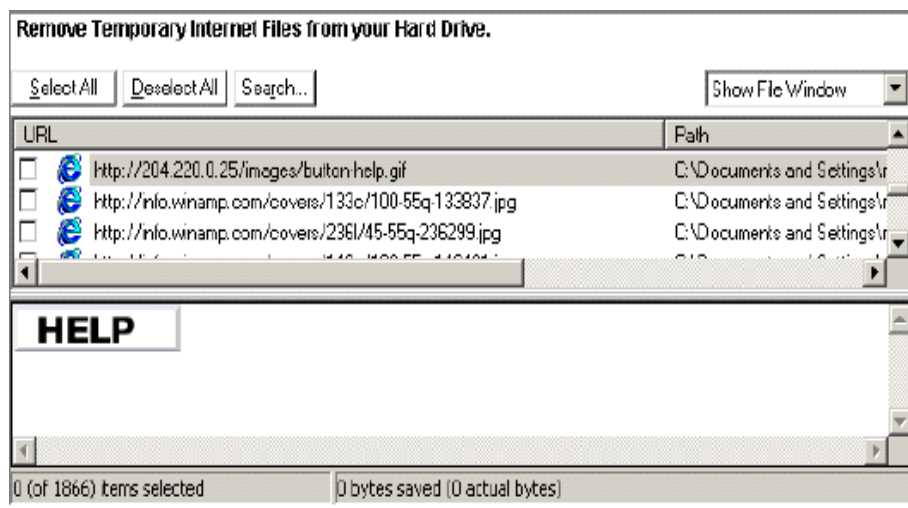 Remove Temporary Internet Files from your Hard Drive.
Select All Deselect All Search... Show File Window
URL Path
http://204.220.0.25/images/button-help.gif C:\Documents and Settings\r
http://info.winamp.com/covers/133c/100-55q-133837.jpg C:\Documents and Settings\r
http://info.winamp.com/covers/236l/45-55q-236299.jpg C:\Documents and Settings\r
HELP
0 (of 1866) items selected 0 bytes saved (0 actual bytes)